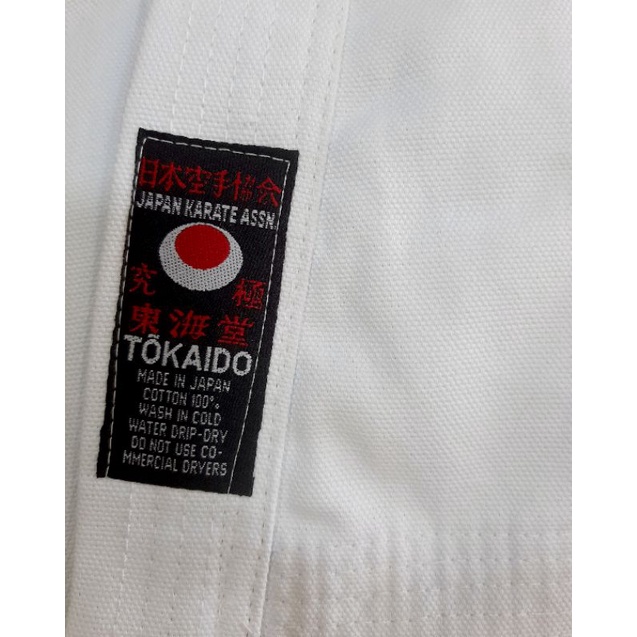 日本空手協会
JAPAN KARATE ASSN.
究 極
東海堂
TŌKAIDO
MADE IN JAPAN
COTTON 100%
WASH IN COLD
WATER DRIP-DRY
DO NOT USE CO-
MMERCIAL DRYERS